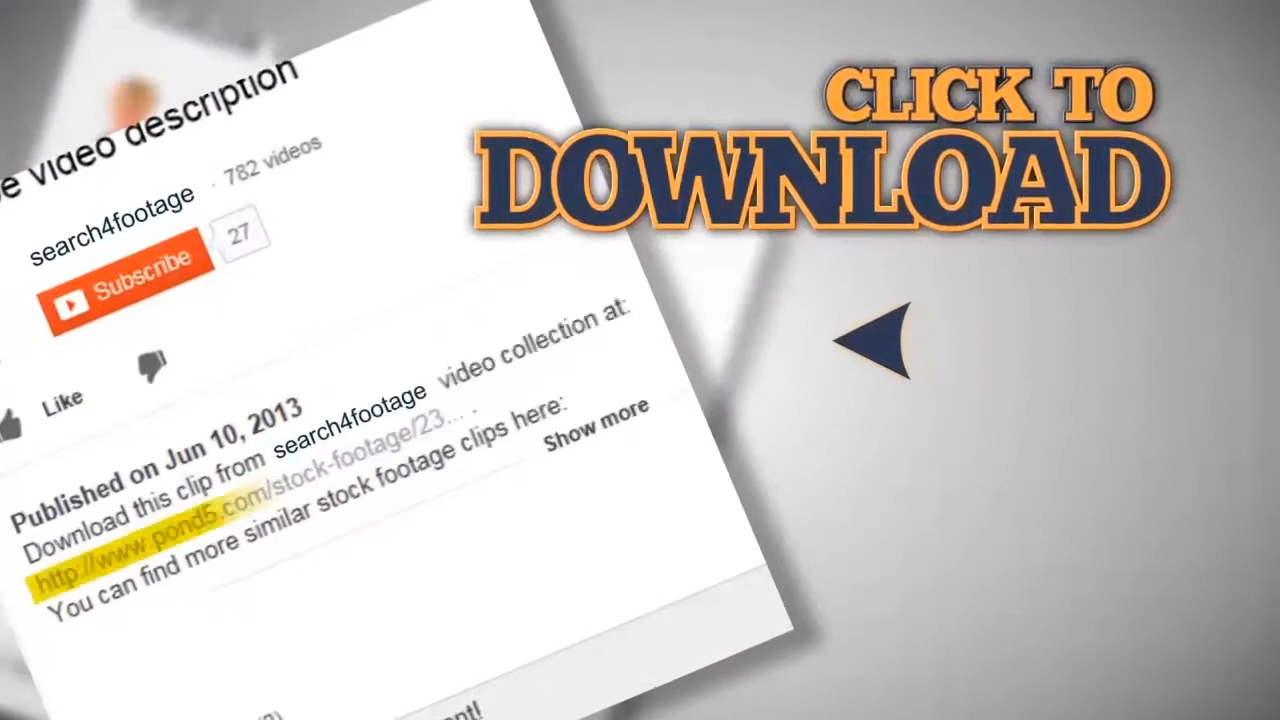 CLICK TO
DOWNLOAD
video description
search4footage · 782 videos
Subscribe 27
Like
Published on Jun 10, 2013
Download this clip from search4footage video collection at:
http://www.pond5.com/stock-footage/23... .
You can find more similar stock footage clips here:
Show more